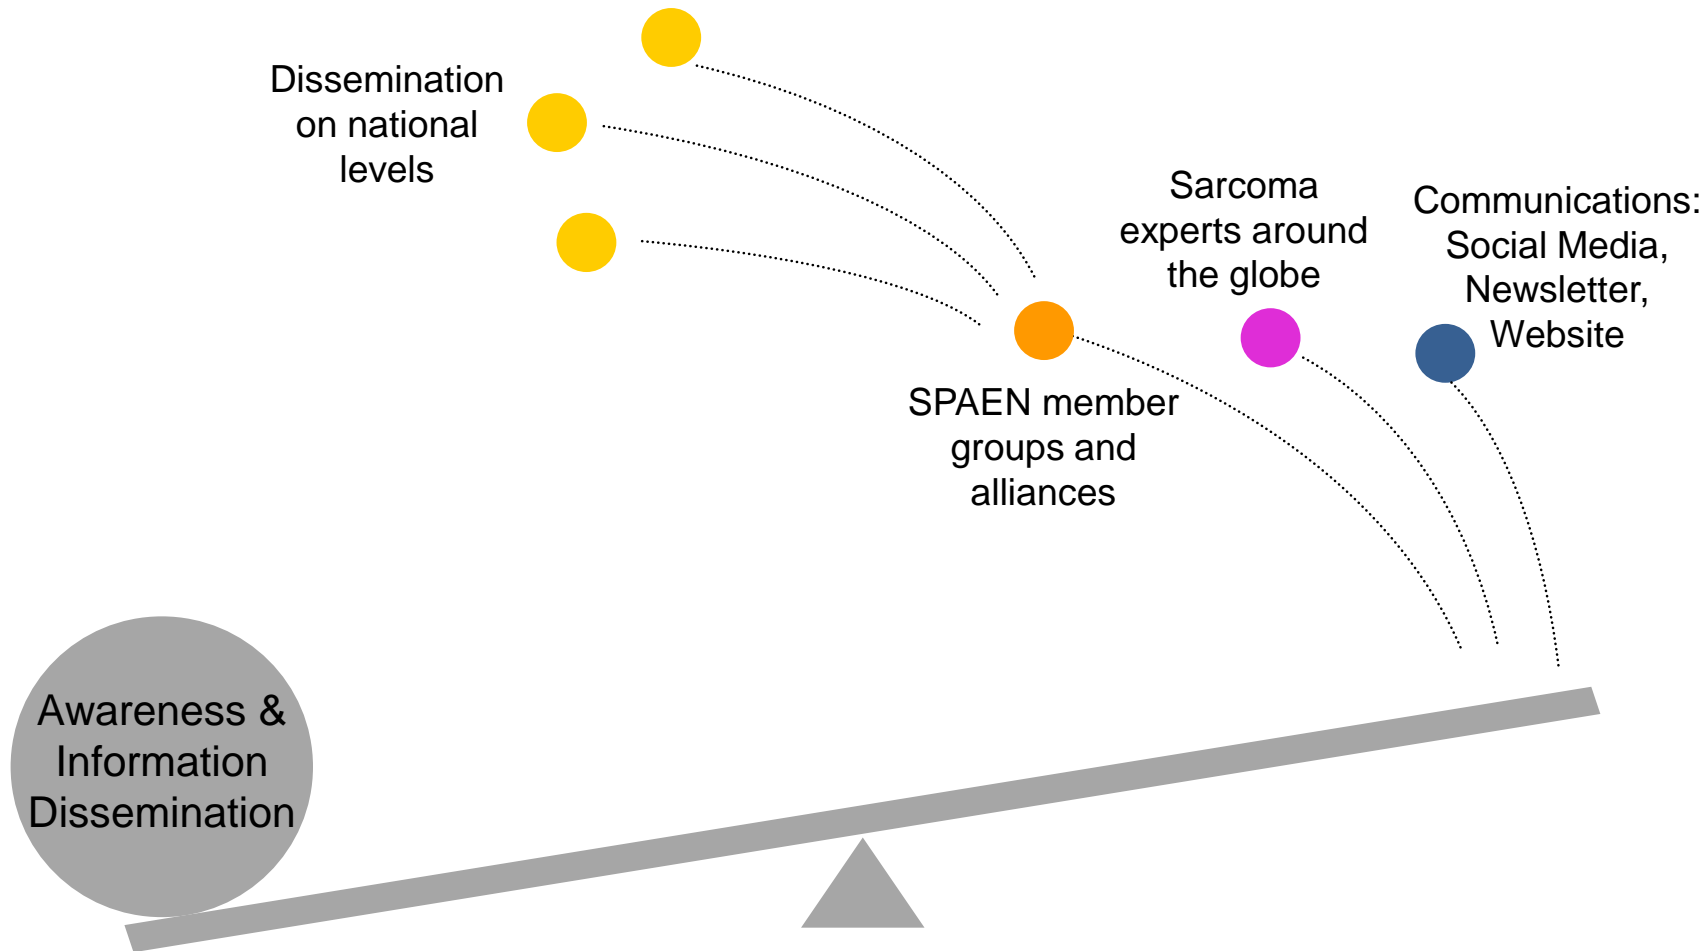 Dissemination
on national
levels
Sarcoma
experts around
the globe
Communications:
Social Media,
Newsletter,
Website
SPAEN member
groups and
alliances
Awareness &
Information
Dissemination